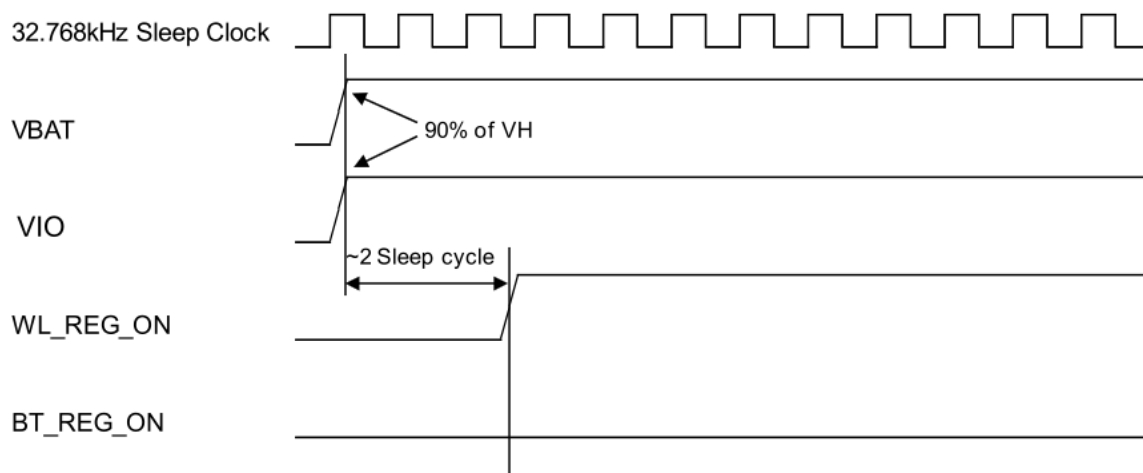 32.768kHz Sleep Clock
VBAT
90% of VH
VIO
~2 Sleep cycle
WL_REG_ON
BT_REG_ON